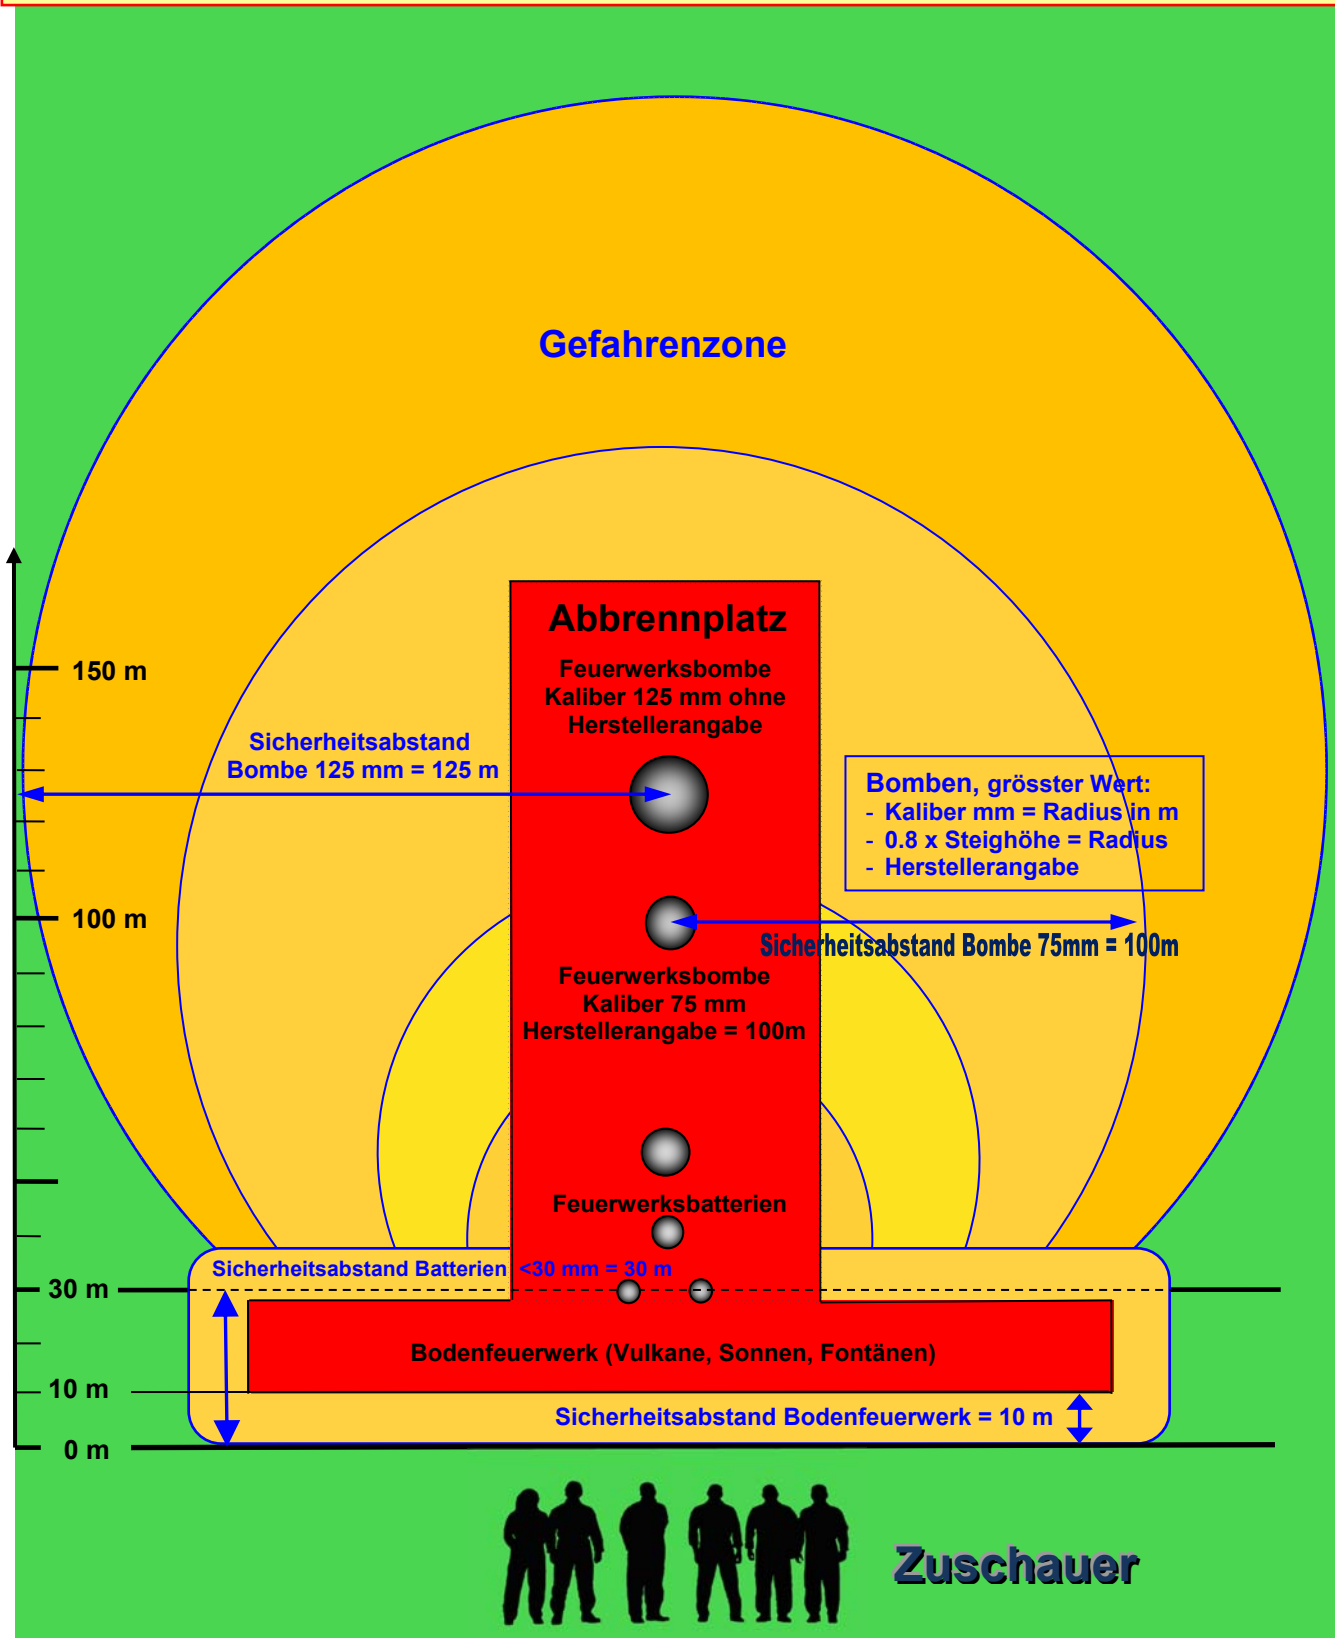 Gefahrenzone
Abbrennplatz
Feuerwerksbombe
Kaliber 125 mm ohne
Herstellerangabe
150 m
Sicherheitsabstand
Bombe 125 mm = 125 m
Bomben, grösster Wert:
- Kaliber mm = Radius in m
- 0.8 x Steighöhe = Radius
- Herstellerangabe
100 m
Sicherheitsabstand Bombe 75mm = 100m
Feuerwerksbombe
Kaliber 75 mm
Herstellerangabe = 100m
Feuerwerksbatterien
Sicherheitsabstand Batterien <30 mm = 30 m
30 m
Bodenfeuerwerk (Vulkane, Sonnen, Fontänen)
10 m
Sicherheitsabstand Bodenfeuerwerk = 10 m
0 m
Zuschauer